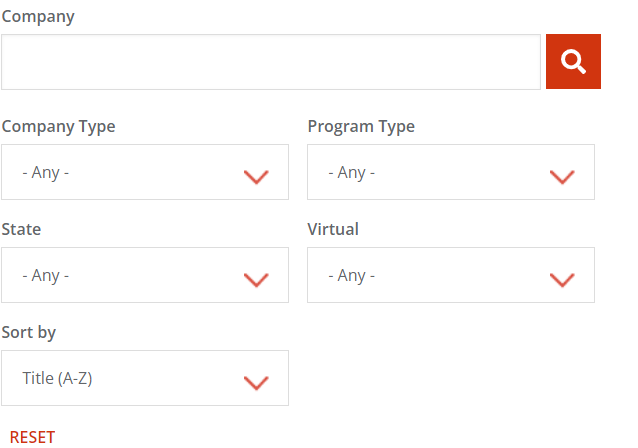 Company
Company Type Program Type
- Any - - Any -
State Virtual
- Any - - Any -
Sort by
Title (A-Z)
RESET